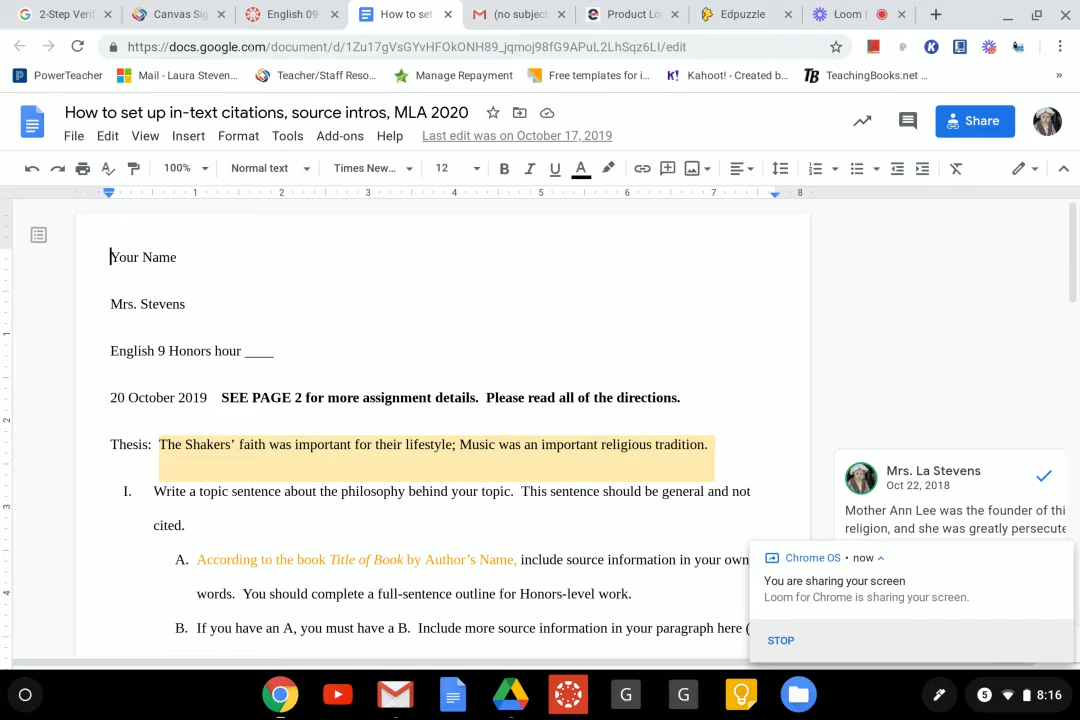 2-Step Verif
Canvas Sig
English 09
How to set
(no subject
Product Lo
Edpuzzle
Loom |
https://docs.google.com/document/d/1Zu17gVsGYvHFOkONH89_jqmoj98fG9APuL2LhSqz6LI/edit
PowerTeacher
Mail - Laura Steven...
Teacher/Staff Reso...
Manage Repayment
Free templates for i...
K! Kahoot! - Created b...
TB TeachingBooks.net ...
»
How to set up in-text citations, source intros, MLA 2020
Share
File Edit View Insert Format Tools Add-ons Help Last edit was on October 17, 2019
100% Normal text Times New... 12 B I U A
1 2 3 4 5 6 7 8
Your Name
Mrs. Stevens
English 9 Honors hour ____
20 October 2019 SEE PAGE 2 for more assignment details. Please read all of the directions.
Thesis: The Shakers' faith was important for their lifestyle; Music was an important religious tradition.
I. Write a topic sentence about the philosophy behind your topic. This sentence should be general and not
cited.
A. According to the book Title of Book by Author's Name, include source information in your own
words. You should complete a full-sentence outline for Honors-level work.
B. If you have an A, you must have a B. Include more source information in your paragraph here (
Mrs. La Stevens
Oct 22, 2018
Mother Ann Lee was the founder of thi
religion, and she was greatly persecute
Chrome OS • now
You are sharing your screen
Loom for Chrome is sharing your screen.
STOP
G
G
5
8:16